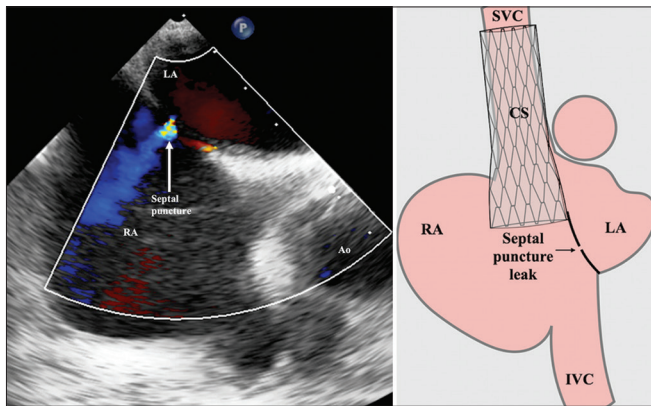 P
LA
Septal
puncture
RA
Ao
SVC
CS
RA
LA
Septal
puncture
leak
IVC